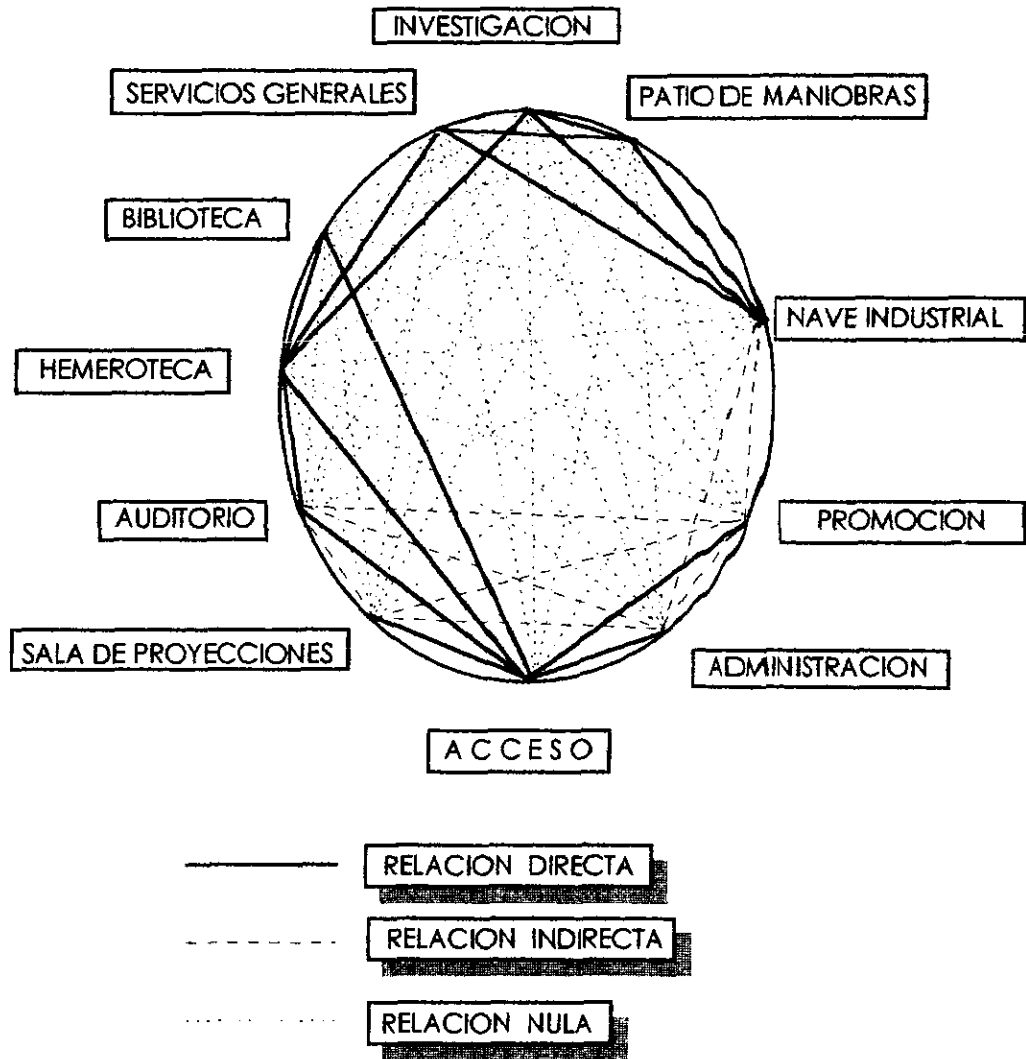 INVESTIGACION
SERVICIOS GENERALES
PATIO DE MANIOBRAS
BIBLIOTECA
NAVE INDUSTRIAL
HEMEROTECA
AUDITORIO
PROMOCION
SALA DE PROYECCIONES
ADMINISTRACION
ACCESO
RELACION DIRECTA
RELACION INDIRECTA
RELACION NULA